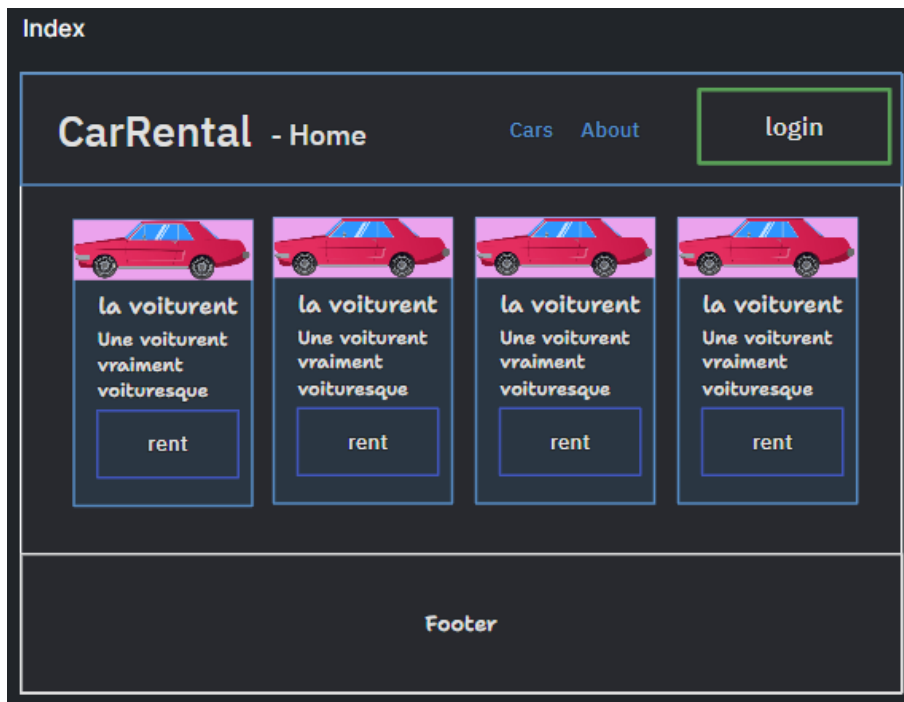 Index
CarRental - Home
Cars About
login
la voiturent
Une voiturent
vraiment
voituresque
rent
la voiturent
Une voiturent
vraiment
voituresque
rent
la voiturent
Une voiturent
vraiment
voituresque
rent
la voiturent
Une voiturent
vraiment
voituresque
rent
Footer